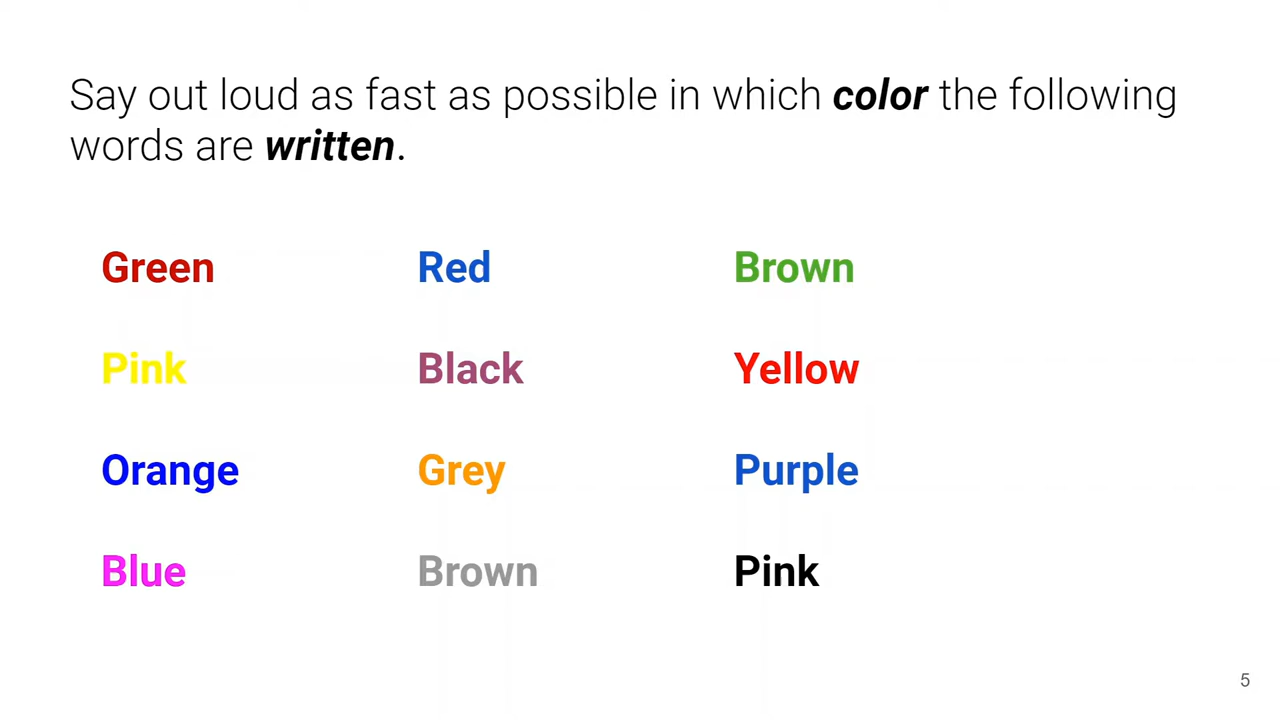 Say out loud as fast as possible in which color the following
words are written.
Green Red Brown
Pink Black Yellow
Orange Grey Purple
Blue Brown Pink
5